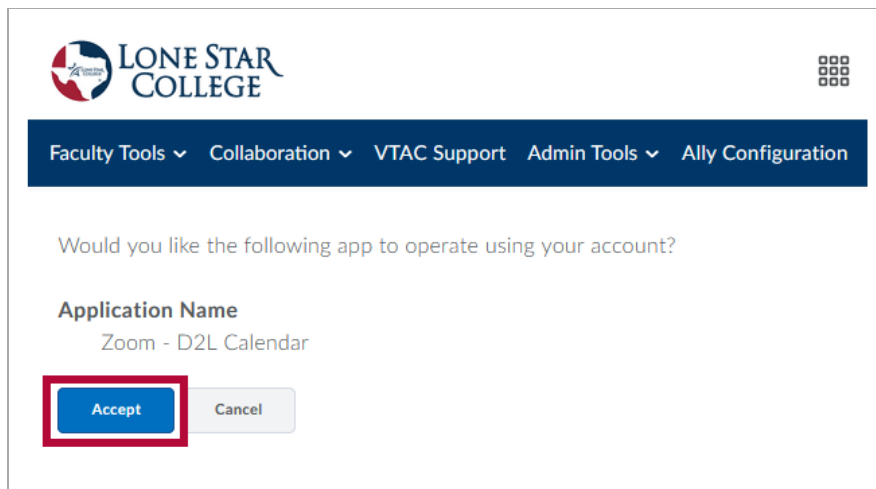 LONE STAR
COLLEGE
Faculty Tools Collaboration VTAC Support Admin Tools Ally Configuration
Would you like the following app to operate using your account?
Application Name
Zoom - D2L Calendar
Accept Cancel